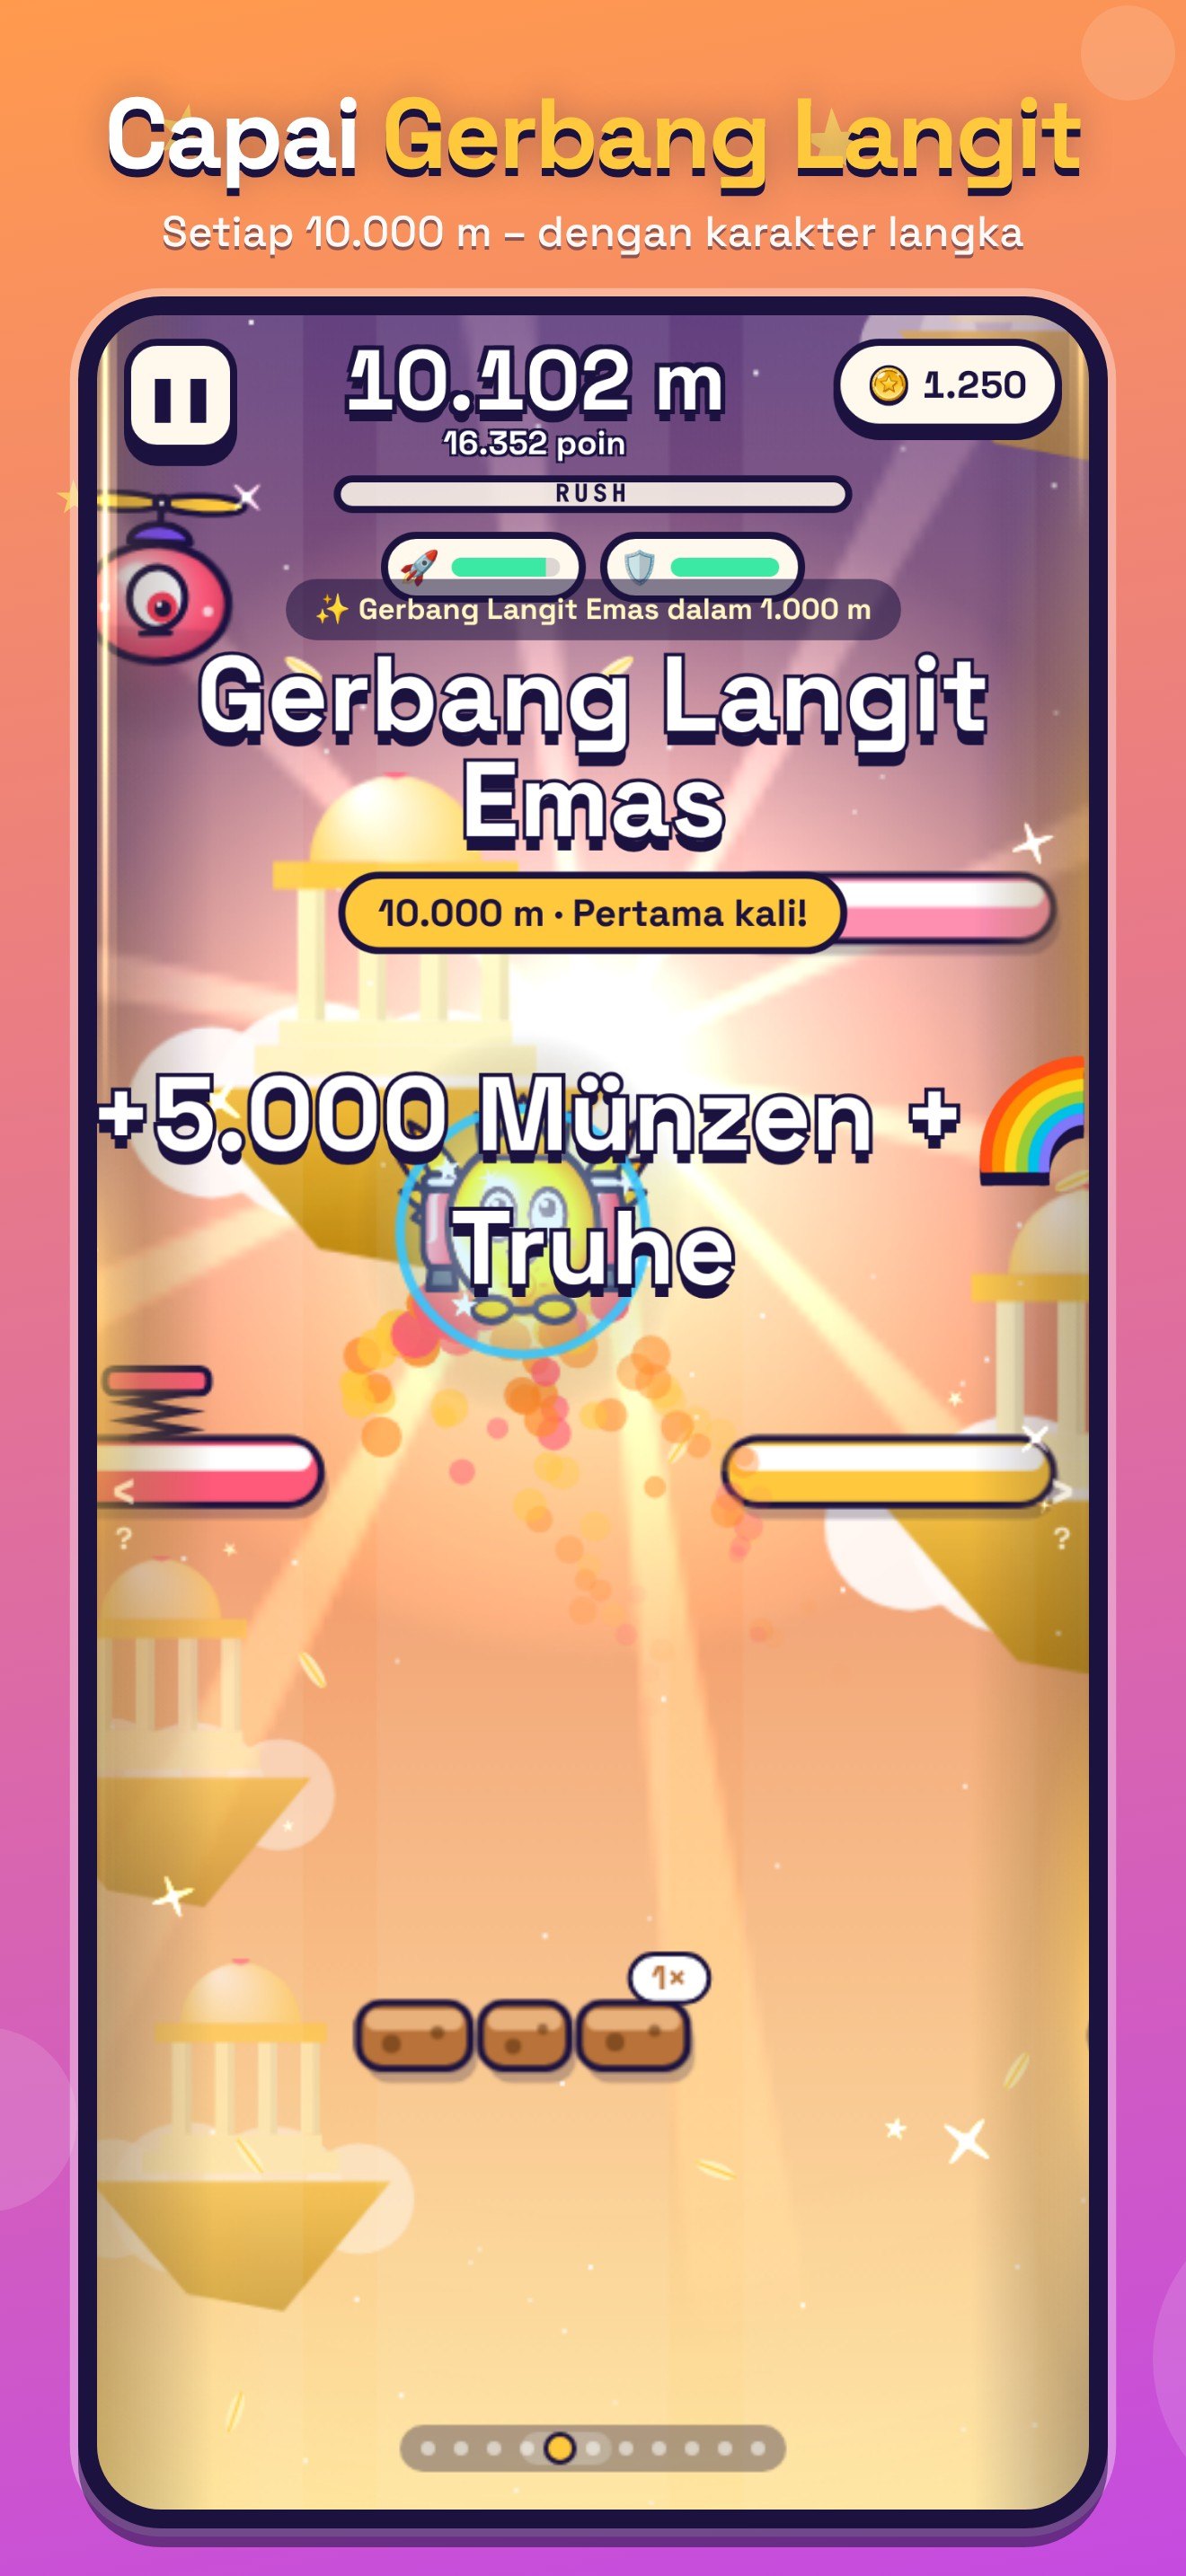 Capai Gerbang Langit
Setiap 10.000 m – dengan karakter langka
10.102 m
1.250
16.352 poin
RUSH
✨ Gerbang Langit Emas dalam 1.000 m
Gerbang Langit
Emas
10.000 m · Pertama kali!
+5.000 Münzen +🌈
Truhe
< >
? ?
1×